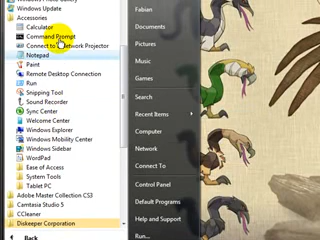 Windows Update
Accessories
Calculator
Command Prompt
Connect to a Network Projector
Notepad
Paint
Remote Desktop Connection
Run
Snipping Tool
Sound Recorder
Sync Center
Welcome Center
Windows Explorer
Windows Mobility Center
Windows Sidebar
WordPad
Ease of Access
System Tools
Tablet PC
Adobe Master Collection CS3
Camtasia Studio 5
CCleaner
Diskeeper Corporation
Back
Fabian
Documents
Pictures
Music
Games
Search
Recent Items
Computer
Network
Connect To
Control Panel
Default Programs
Help and Support
Run...